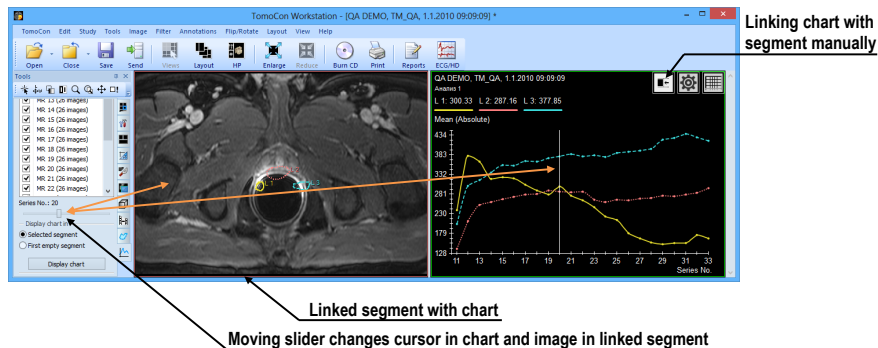 TomoCon Workstation - [QA DEMO, TM_QA, 1.1.2010 09:09:09] *
TomoCon Edit Study Tools Image Filter Annotations Flip/Rotate Layout View Help
Open Close Save Send Views Layout HP Enlarge Reduce Burn CD Print Reports ECG/HD
Tools
MR 13 (26 images)
MR 14 (26 images)
MR 15 (26 images)
MR 16 (26 images)
MR 17 (26 images)
MR 18 (26 images)
MR 19 (26 images)
MR 20 (26 images)
MR 21 (26 images)
MR 22 (26 images)
Series No.: 20
Display chart in
Selected segment
First empty segment
Display chart
L 1
L 3
QA DEMO, TM_QA, 1.1.2010 09:09:09
Анализ 1
L 1: 300.33 L 2: 287.16 L 3: 377.85
Mean (Absolute)
434
383
332
281
230
179
128
11 13 15 17 19 21 23 25 27 29 31 33
Series No.
Linking chart with
segment manually
Linked segment with chart
Moving slider changes cursor in chart and image in linked segment